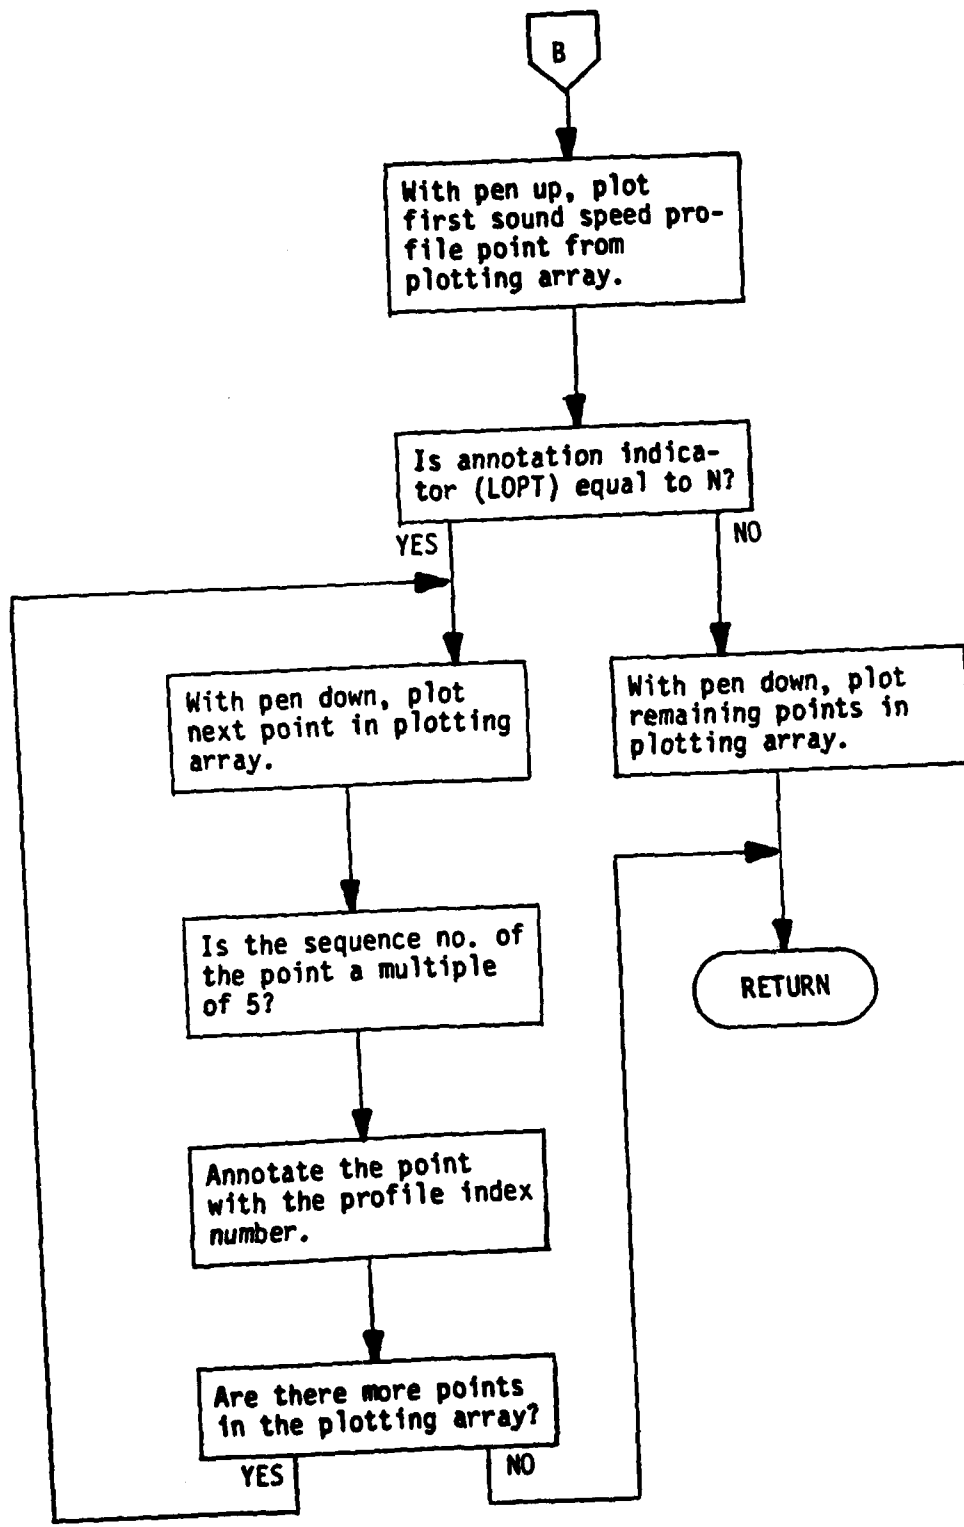 B
With pen up, plot
first sound speed pro-
file point from
plotting array.
Is annotation indica-
tor (LOPT) equal to N?
YES
NO
With pen down, plot
next point in plotting
array.
With pen down, plot
remaining points in
plotting array.
Is the sequence no. of
the point a multiple
of 5?
RETURN
Annotate the point
with the profile index
number.
Are there more points
in the plotting array?
YES
NO